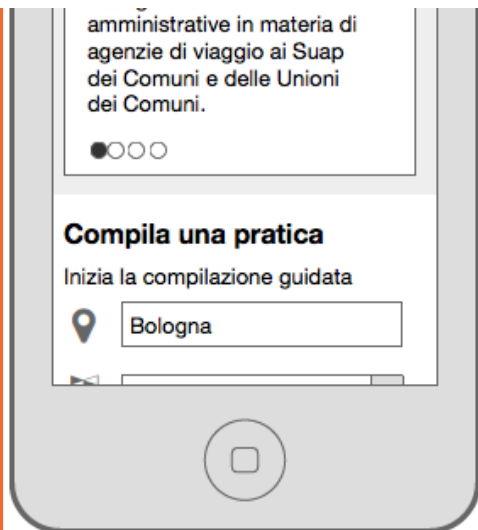 amministrative in materia di
agenzie di viaggio ai Suap
dei Comuni e delle Unioni
dei Comuni.
Compila una pratica
Inizia la compilazione guidata
Bologna